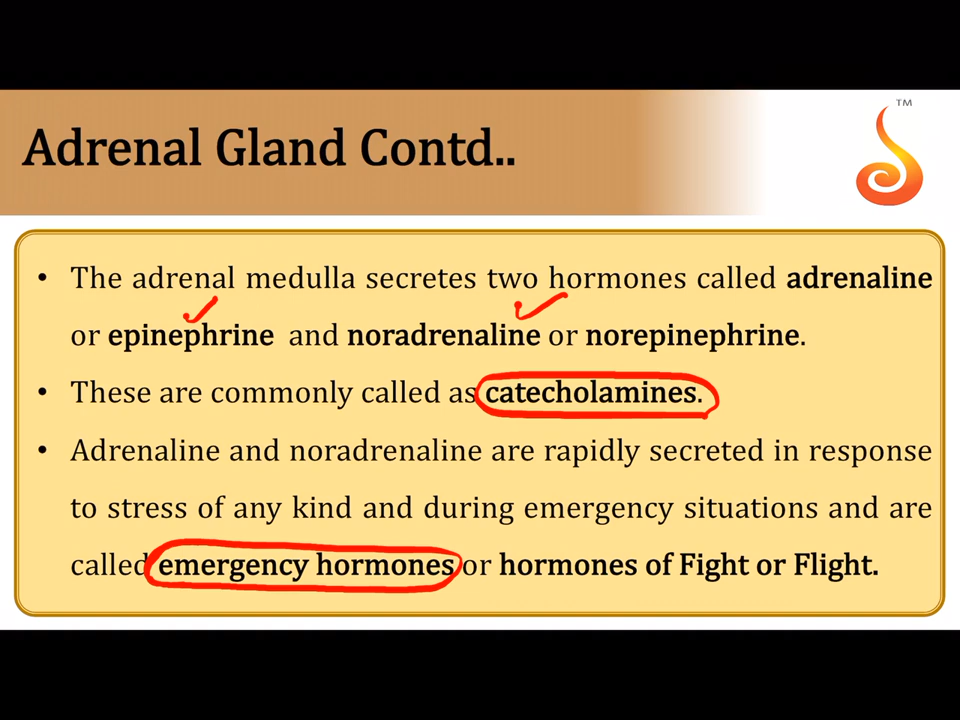 Adrenal Gland Contd..
TM
• The adrenal medulla secretes two hormones called adrenaline
or epinephrine and noradrenaline or norepinephrine.
• These are commonly called as catecholamines.
• Adrenaline and noradrenaline are rapidly secreted in response
to stress of any kind and during emergency situations and are
called emergency hormones or hormones of Fight or Flight.